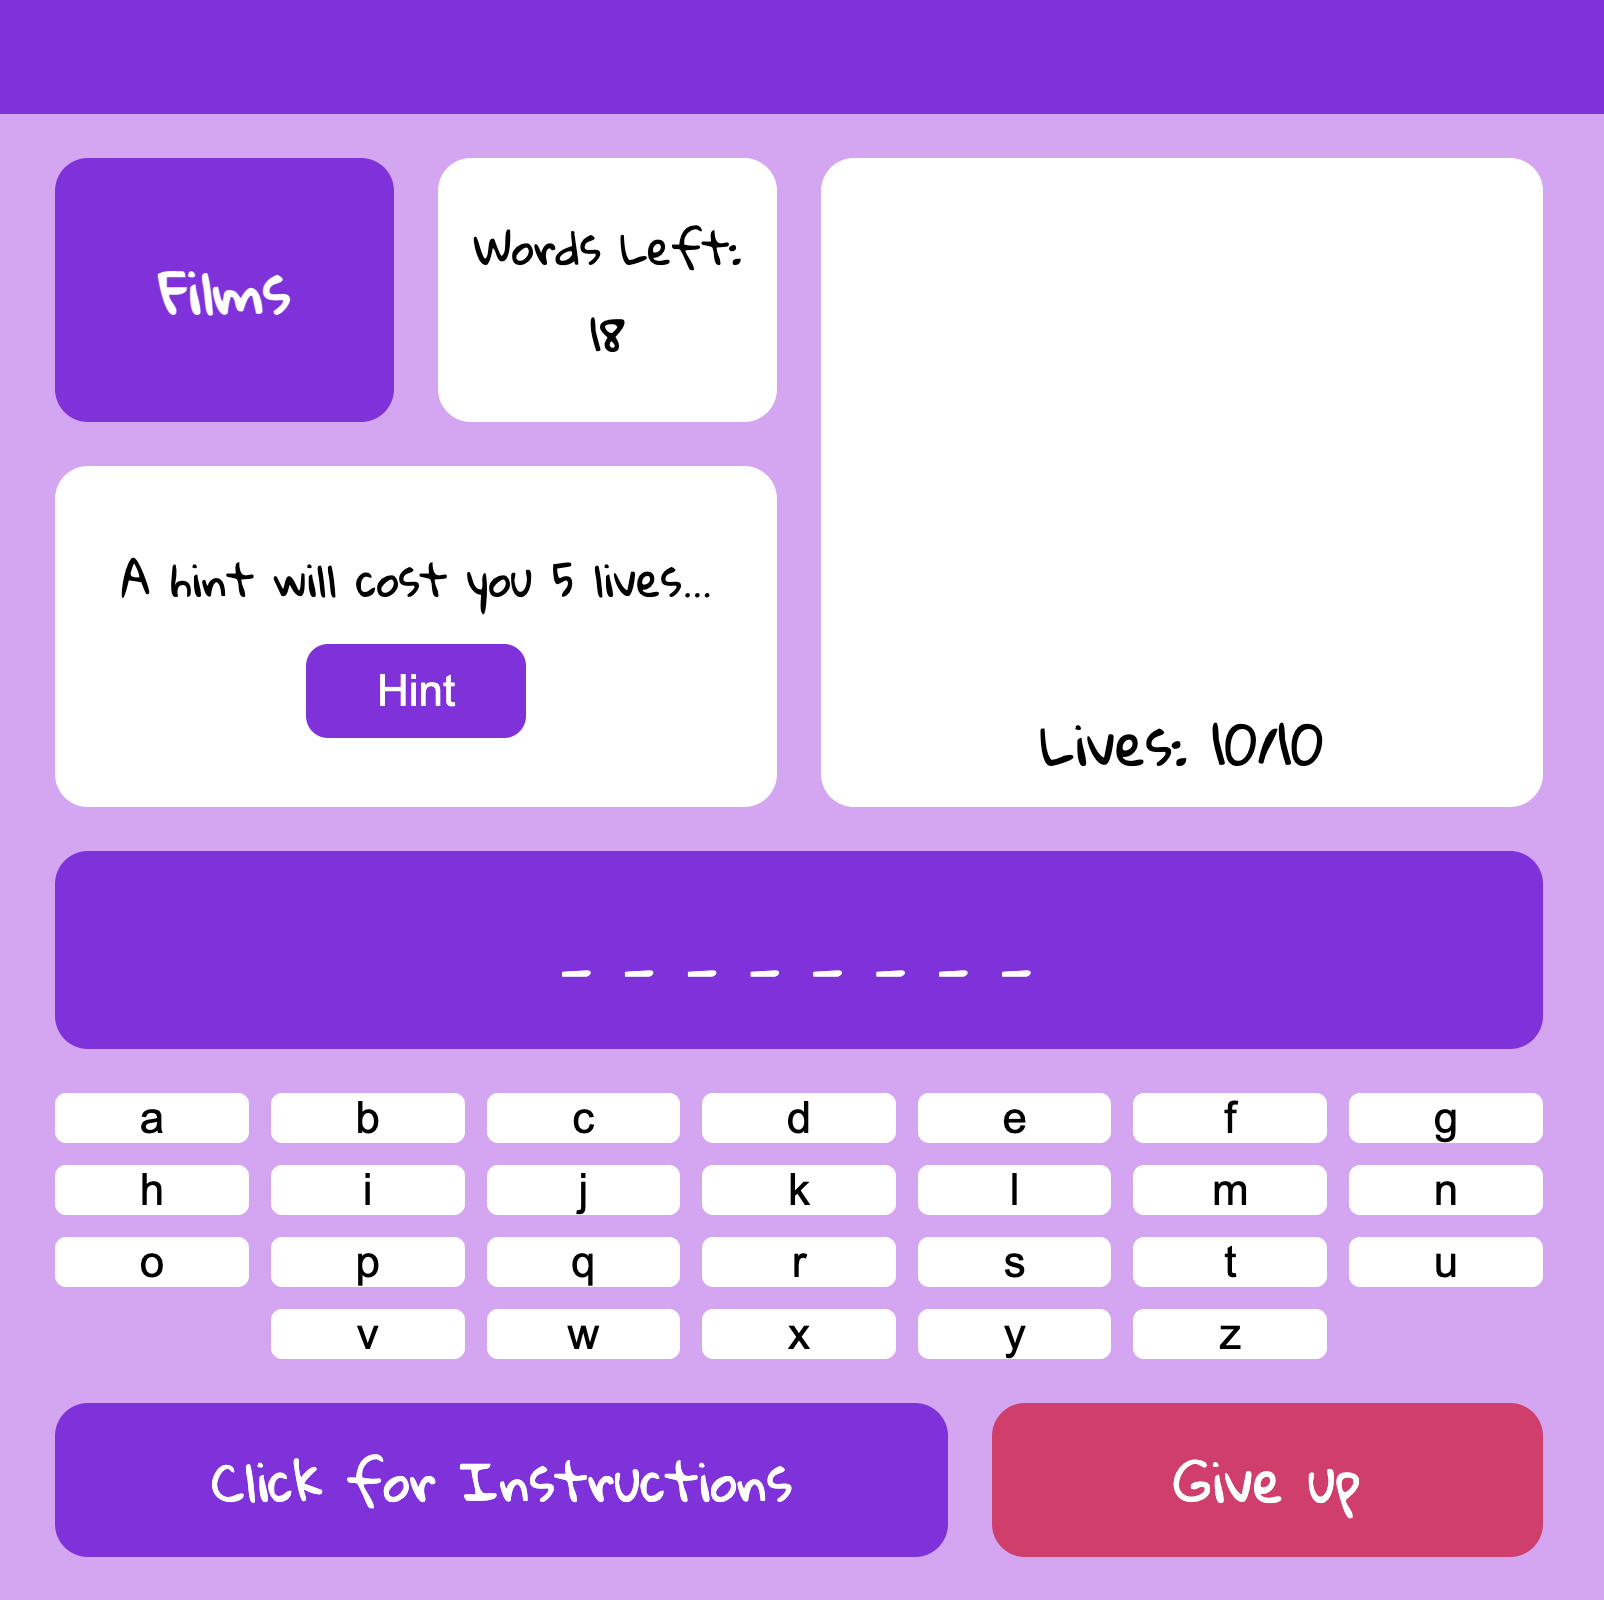 Films
Words Left:
18
A hint will cost you 5 lives...
Hint
Lives: 10/10
_ _ _ _ _ _ _ _
a b c d e f g
h i j k l m n
o p q r s t u
v w x y z
Click for Instructions
Give up